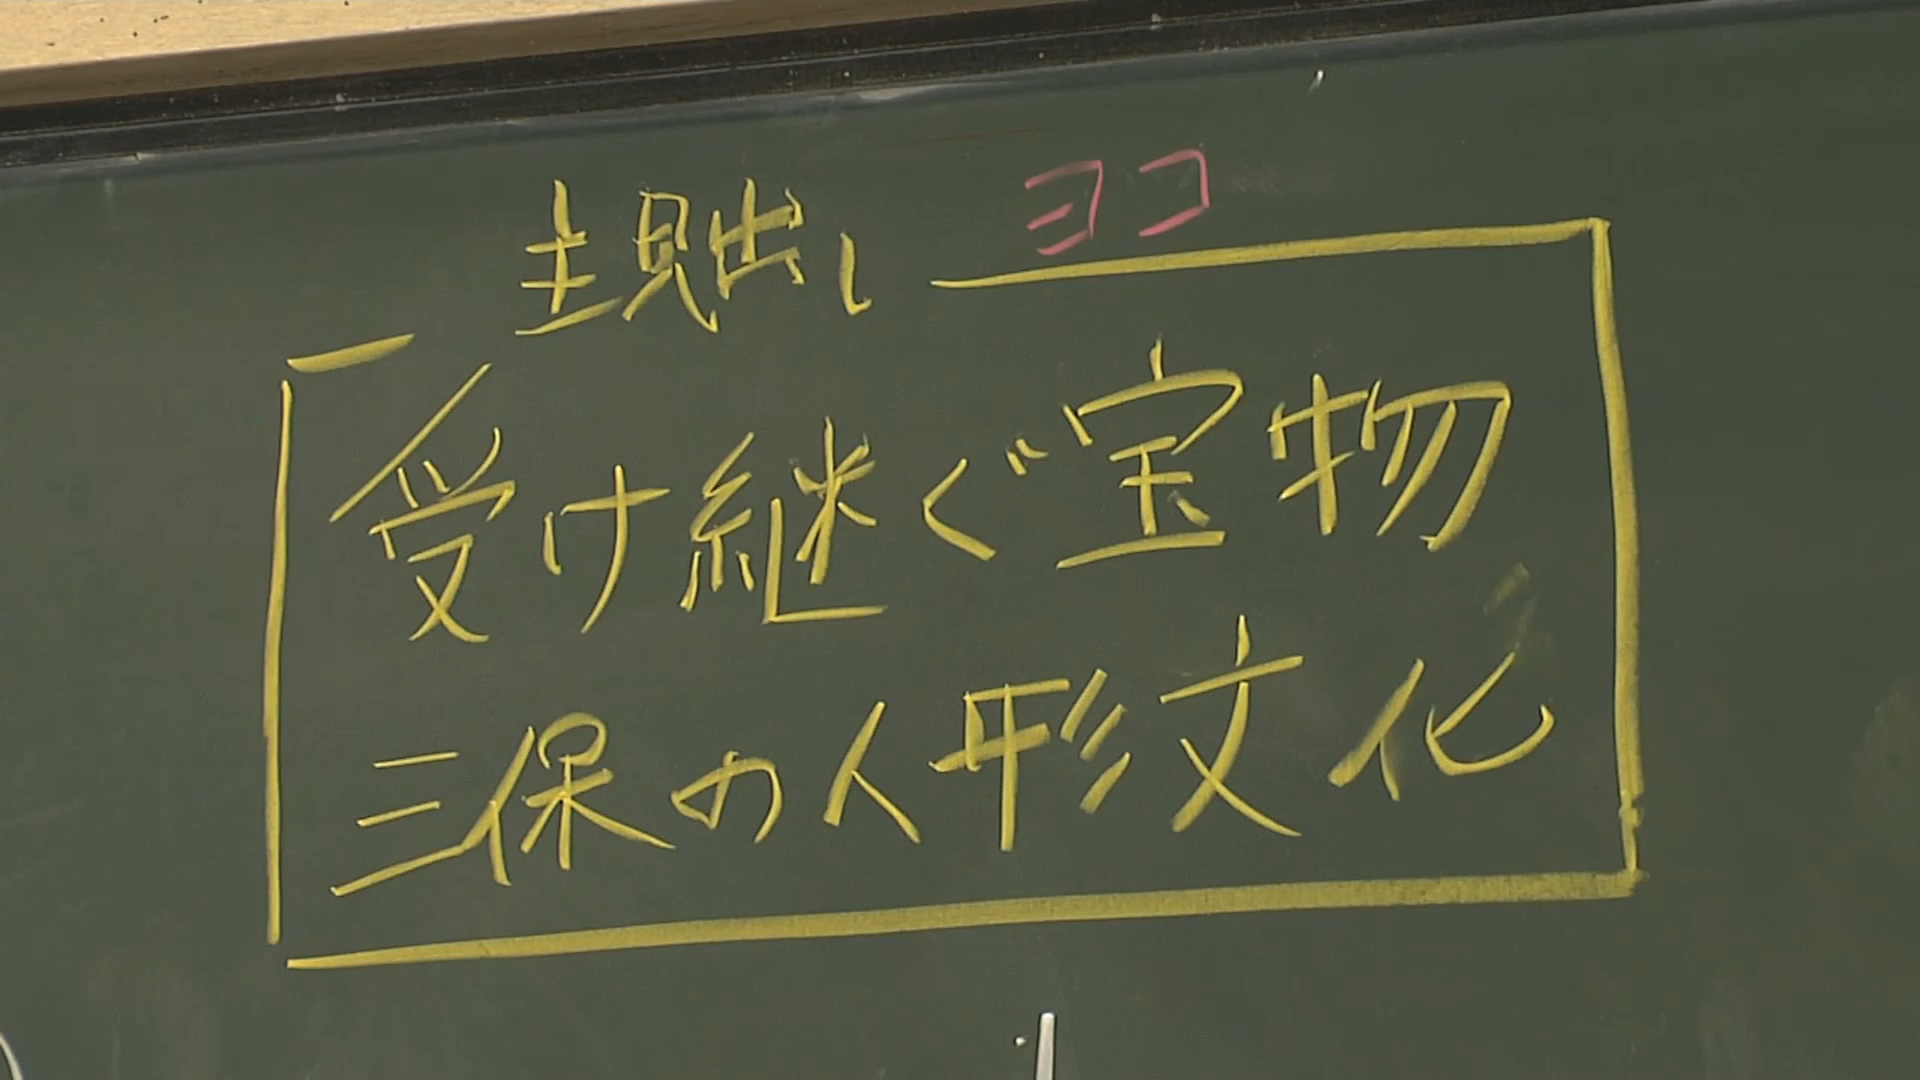 主見出し ヨコ
受け継ぐ宝物
三保の人形文化